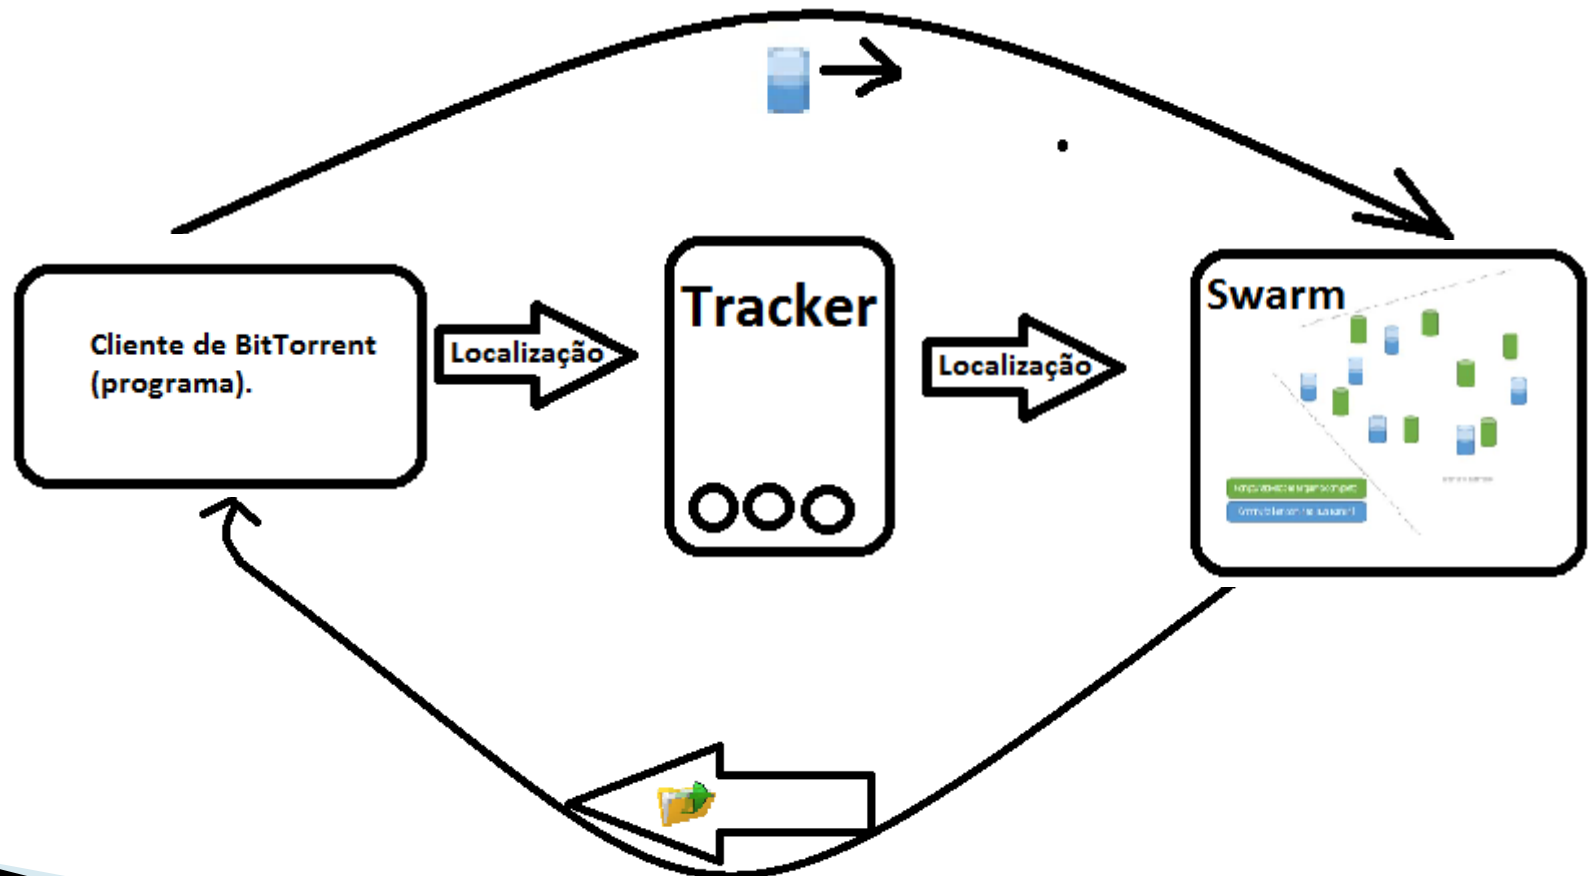 Cliente de BitTorrent
(programa).
Localização
Tracker
Localização
Swarm